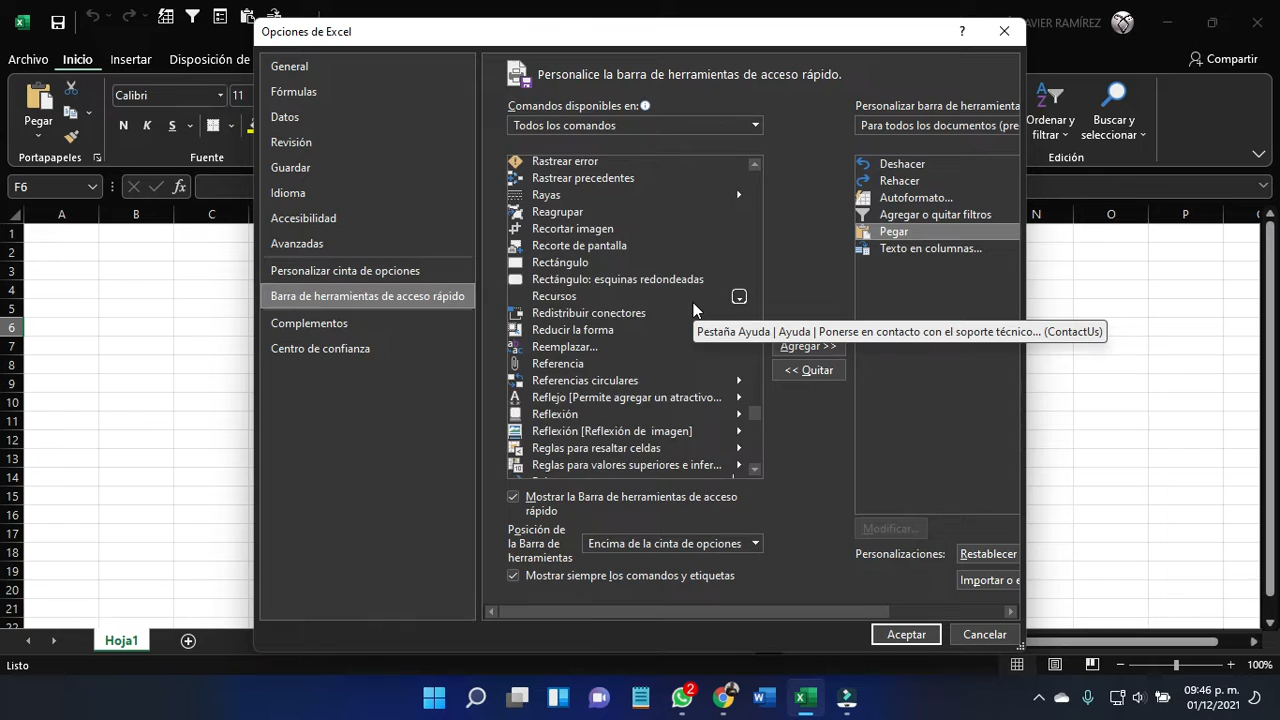 Opciones de Excel
?
JAVIER RAMÍREZ
Archivo
Inicio
Insertar
Disposición de
Compartir
Pegar
Calibri
11
N
K
S
Portapapeles
Fuente
Ordenar y
filtrar
Buscar y
seleccionar
Edición
F6
fx
A
B
C
N
O
P
1
2
3
4
5
6
7
8
9
10
11
12
13
14
15
16
17
18
19
20
21
General
Fórmulas
Datos
Revisión
Guardar
Idioma
Accesibilidad
Avanzadas
Personalizar cinta de opciones
Barra de herramientas de acceso rápido
Complementos
Centro de confianza
Personalice la barra de herramientas de acceso rápido.
Comandos disponibles en:
Todos los comandos
Rastrear error
Rastrear precedentes
Rayas
Reagrupar
Recortar imagen
Recorte de pantalla
Rectángulo
Rectángulo: esquinas redondeadas
Recursos
Redistribuir conectores
Reducir la forma
Reemplazar...
Referencia
Referencias circulares
Reflejo [Permite agregar un atractivo...
Reflexión
Reflexión [Reflexión de imagen]
Reglas para resaltar celdas
Reglas para valores superiores e infer...
Pestaña Ayuda | Ayuda | Ponerse en contacto con el soporte técnico... (ContactUs)
Agregar >>
<< Quitar
Personalizar barra de herramienta
Para todos los documentos (pre
Deshacer
Rehacer
Autoformato...
Agregar o quitar filtros
Pegar
Texto en columnas...
Modificar...
Personalizaciones:
Restablecer
Importar o e
Mostrar la Barra de herramientas de acceso
rápido
Posición de
la Barra de
herramientas
Encima de la cinta de opciones
Mostrar siempre los comandos y etiquetas
Aceptar
Cancelar
Hoja1
Listo
100%
2
09:46 p. m.
01/12/2021